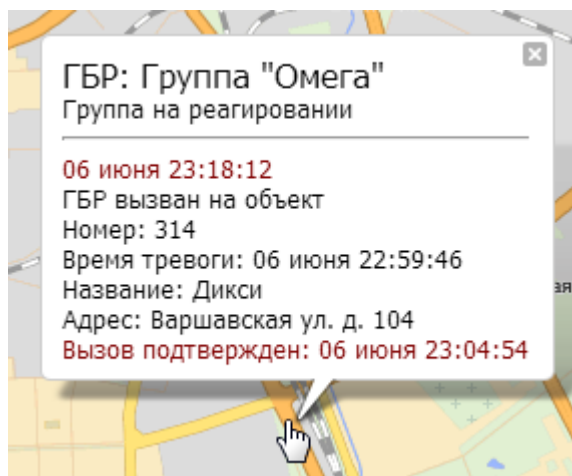 ГБР: Группа "Омега"
Группа на реагировании
06 июня 23:18:12
ГБР вызван на объект
Номер: 314
Время тревоги: 06 июня 22:59:46
Название: Дикси
Адрес: Варшавская ул. д. 104
Вызов подтвержден: 06 июня 23:04:54